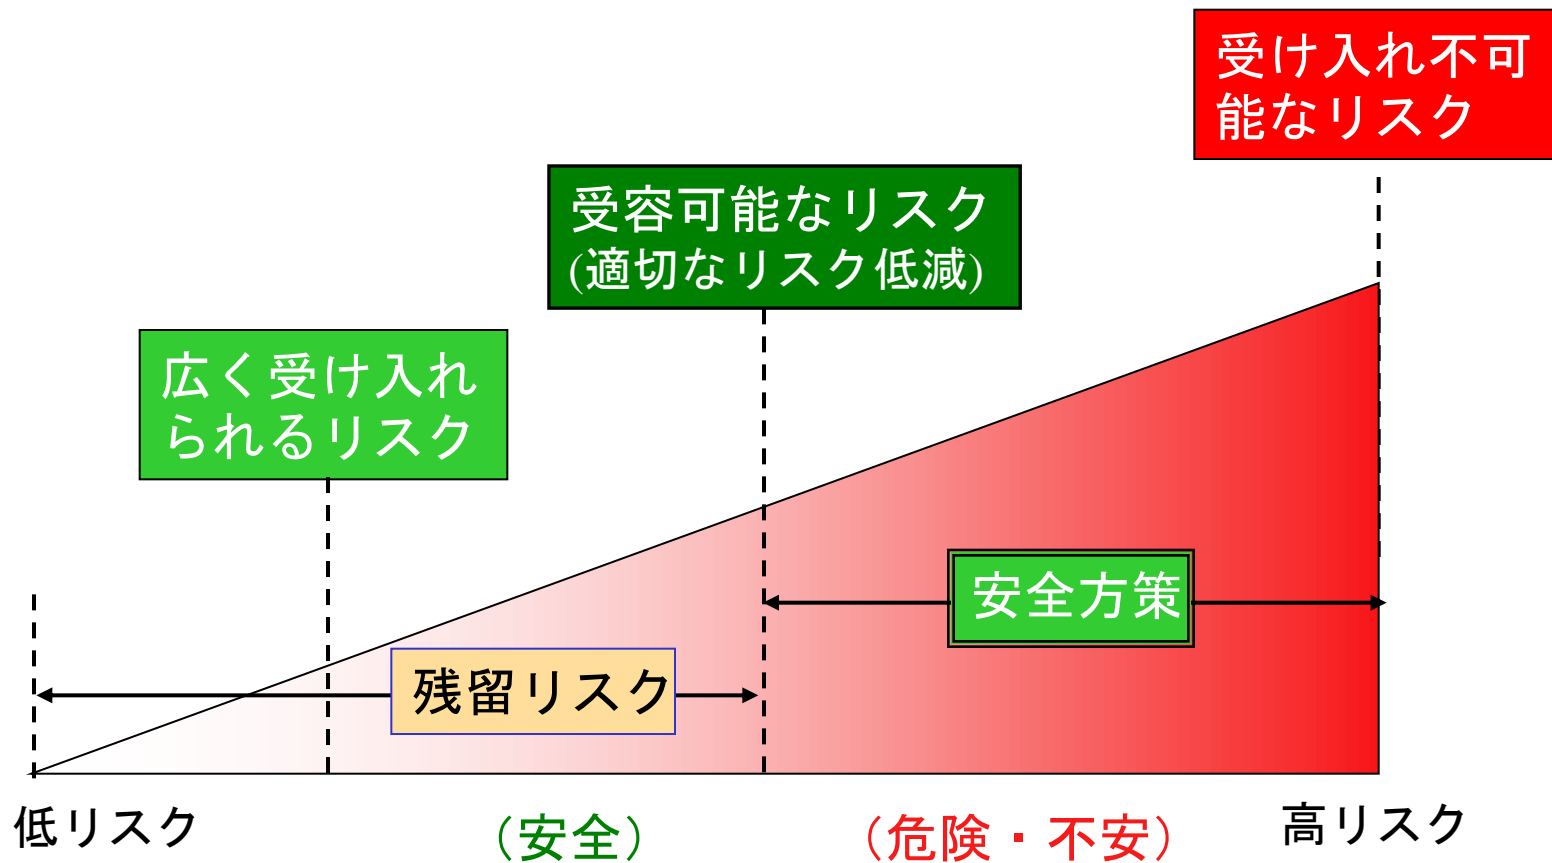 受け入れ不可
能なリスク
受容可能なリスク
(適切なリスク低減)
広く受け入れ
られるリスク
安全方策
残留リスク
低リスク
（安全）
（危険・不安）
高リスク